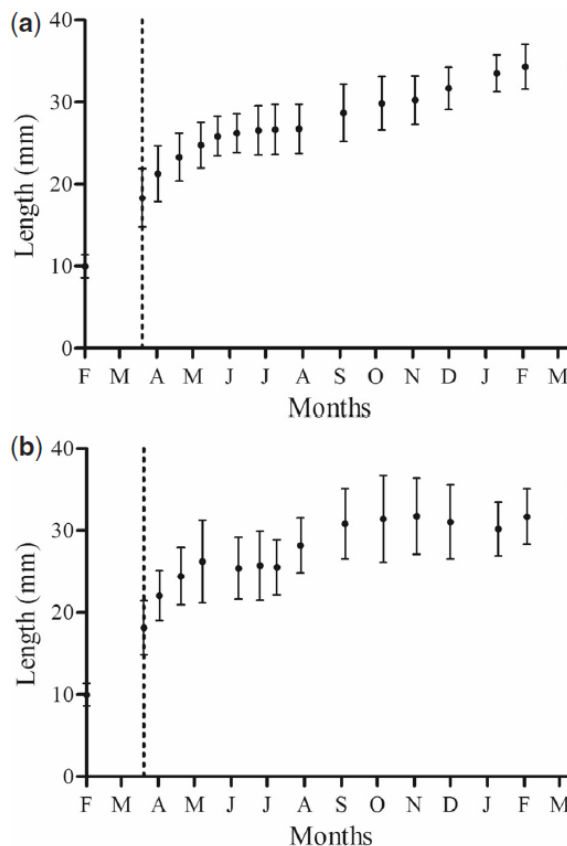 (a)
40
30
20
10
0
Length (mm)
F M A M J J A S O N D J F M
Months
(b)
40
30
20
10
0
Length (mm)
F M A M J J A S O N D J F M
Months